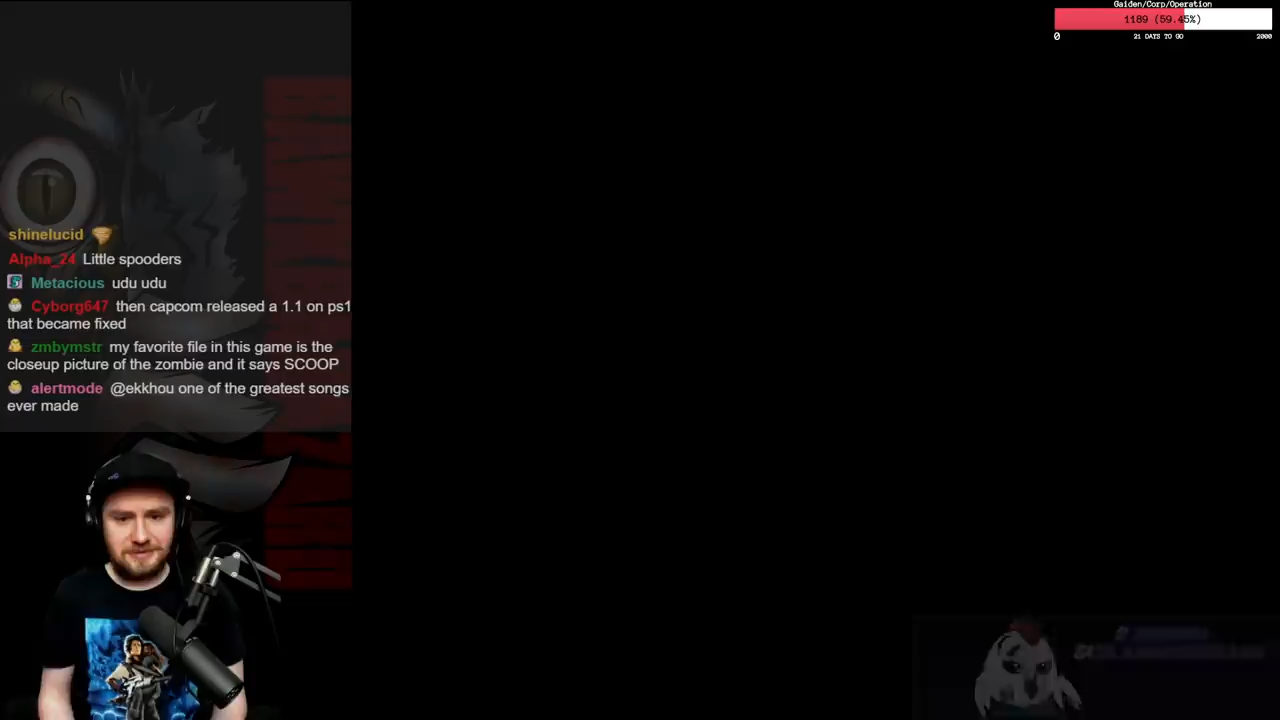 Gaiden/Corp/Operation
1189 (59.45%)
0 21 DAYS TO GO 2000
shinelucid
Alpha_24 Little spooders
Metacious udu udu
Cyborg647 then capcom released a 1.1 on ps1
that became fixed
zmbymstr my favorite file in this game is the
closeup picture of the zombie and it says SCOOP
alertmode @ekkhou one of the greatest songs
ever made